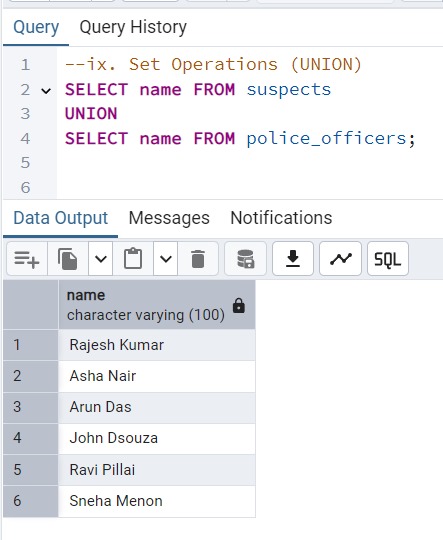 Query Query History
1 --ix. Set Operations (UNION)
2 SELECT name FROM suspects
3 UNION
4 SELECT name FROM police_officers;
5
6
Data Output Messages Notifications
SQL
name
character varying (100)
1 Rajesh Kumar
2 Asha Nair
3 Arun Das
4 John Dsouza
5 Ravi Pillai
6 Sneha Menon